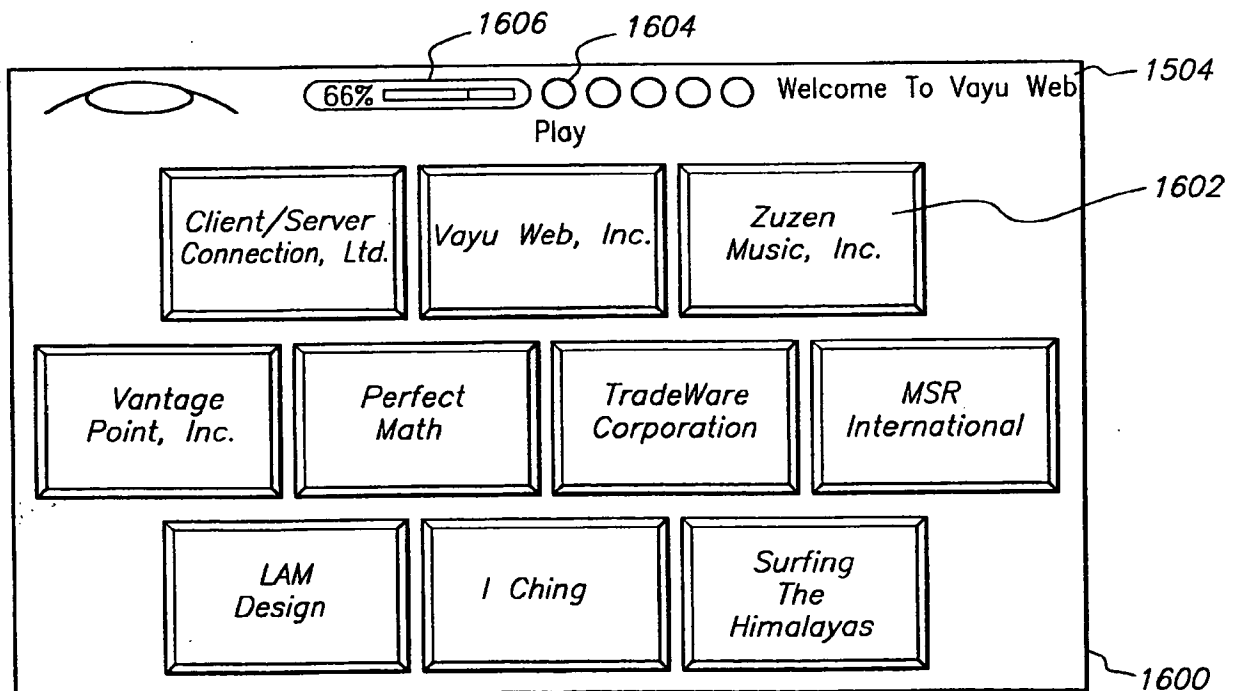 1606
1604
66%
Welcome To Vayu Web
1504
Play
1602
Client/Server
Connection, Ltd.
Vayu Web, Inc.
Zuzen
Music, Inc.
Vantage
Point, Inc.
Perfect
Math
TradeWare
Corporation
MSR
International
LAM
Design
I Ching
Surfing
The
Himalayas
1600